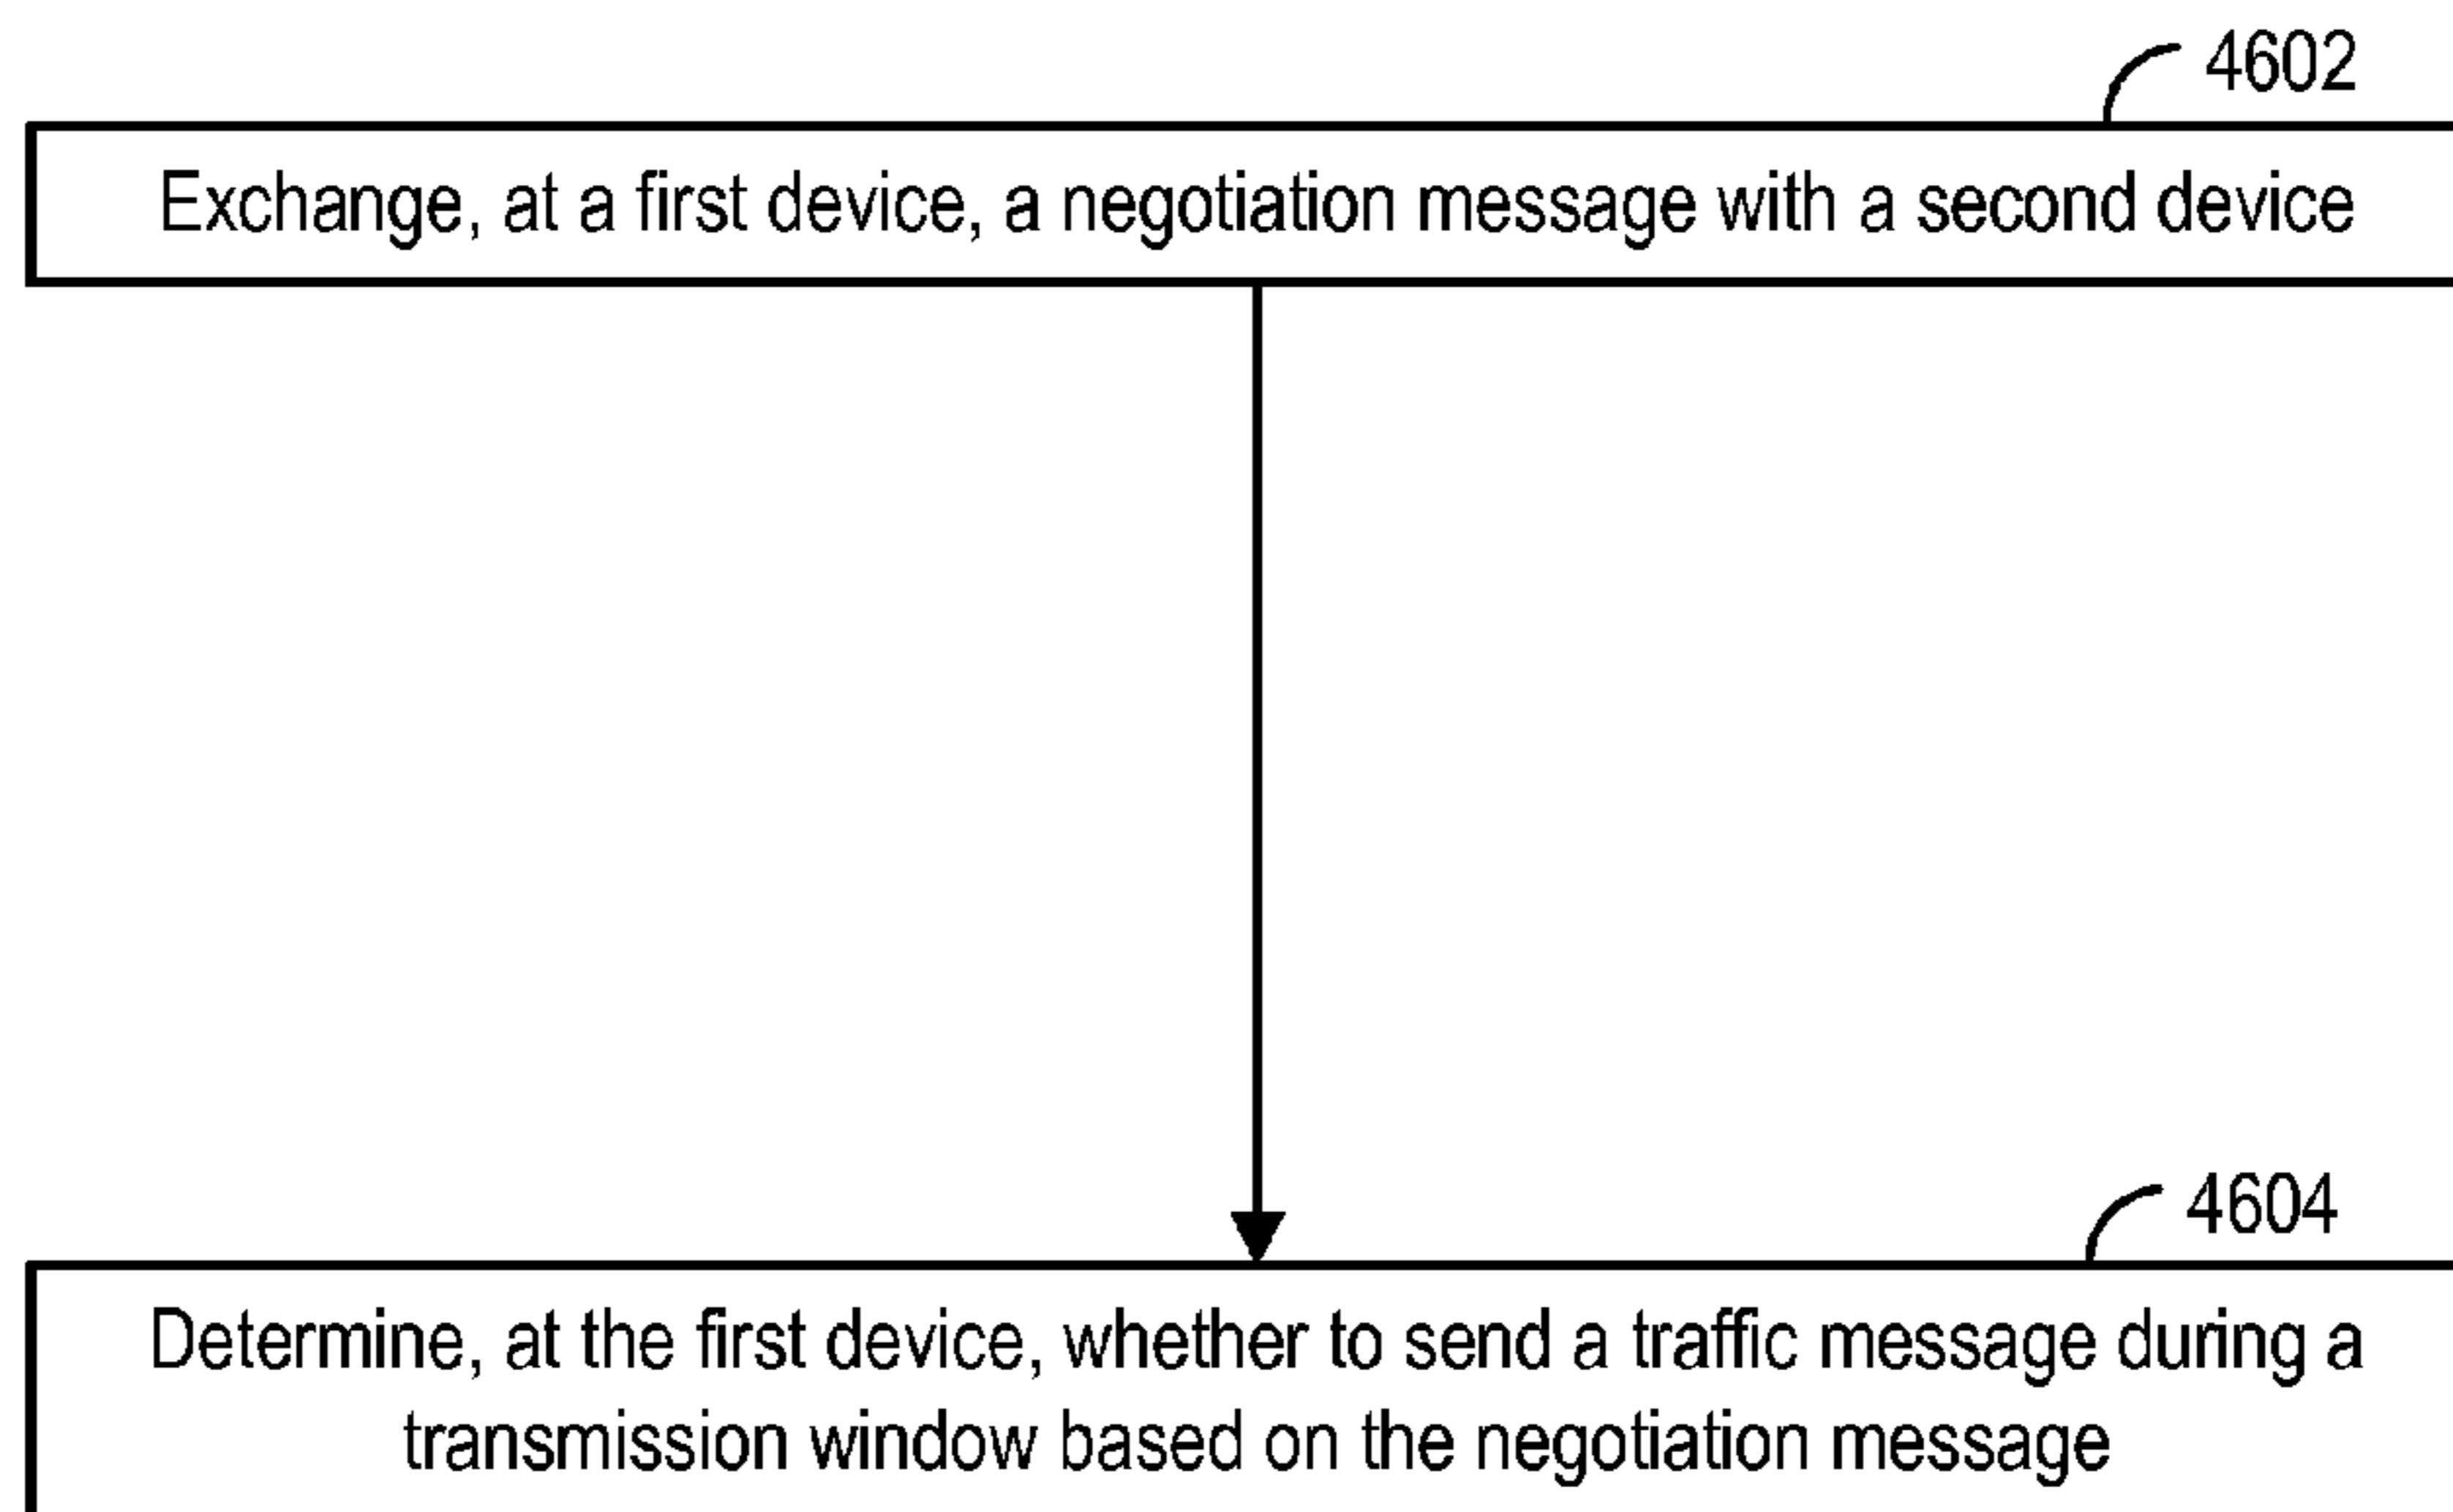 4602
Exchange, at a first device, a negotiation message with a second device
4604
Determine, at the first device, whether to send a traffic message during a
transmission window based on the negotiation message